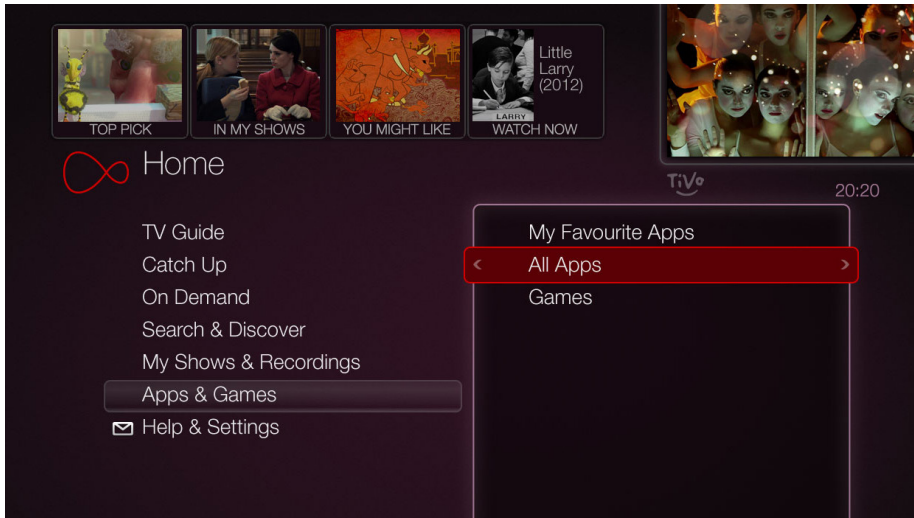 Little
Larry
(2012)
LARRY
TOP PICK
IN MY SHOWS
YOU MIGHT LIKE
WATCH NOW
Home
TiVo
20:20
TV Guide
Catch Up
On Demand
Search & Discover
My Shows & Recordings
Apps & Games
Help & Settings
My Favourite Apps
All Apps
Games